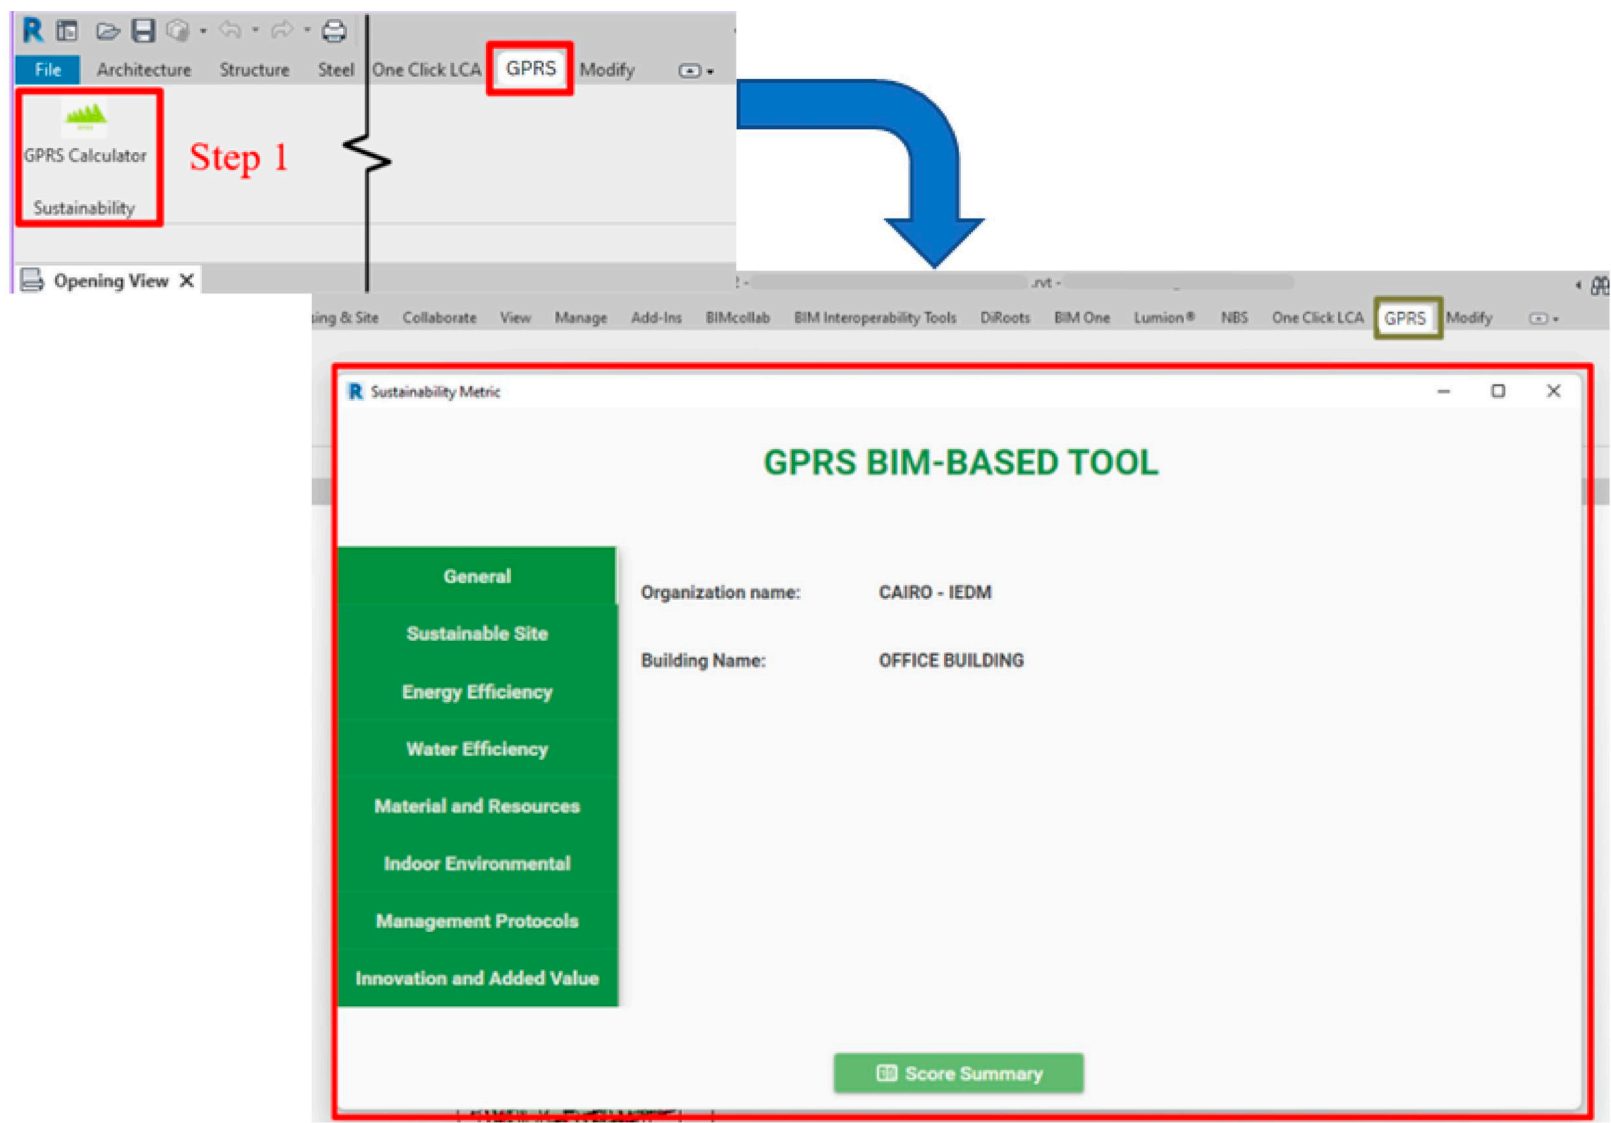 File Architecture Structure Steel One Click LCA GPRS Modify
GPRS Calculator
Step 1
Sustainability
Opening View X
.rvt -
ing & Site Collaborate View Manage Add-Ins BIMcollab BIM Interoperability Tools DiRoots BIM One Lumion® NBS One Click LCA GPRS Modify
R Sustainability Metric
GPRS BIM-BASED TOOL
General
Organization name: CAIRO - IEDM
Sustainable Site
Building Name: OFFICE BUILDING
Energy Efficiency
Water Efficiency
Material and Resources
Indoor Environmental
Management Protocols
Innovation and Added Value
Score Summary